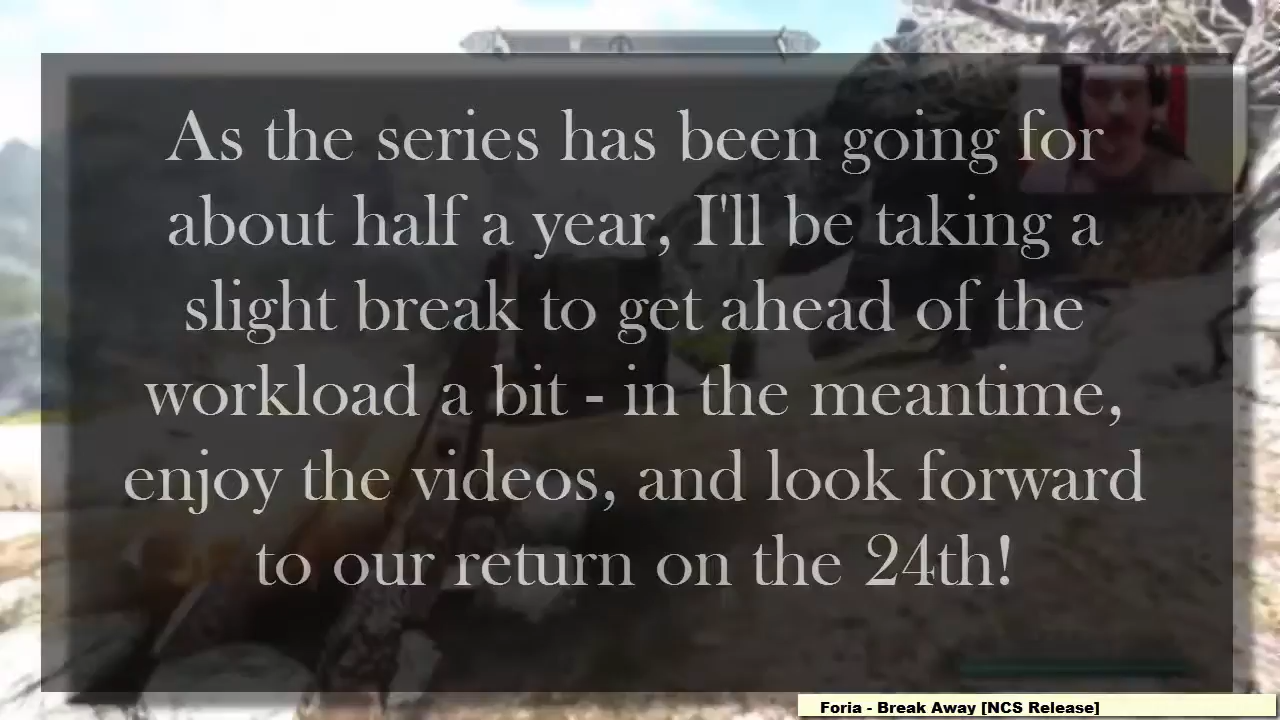 As the series has been going for
about half a year, I'll be taking a
slight break to get ahead of the
workload a bit - in the meantime,
enjoy the videos, and look forward
to our return on the 24th!
Foria - Break Away [NCS Release]